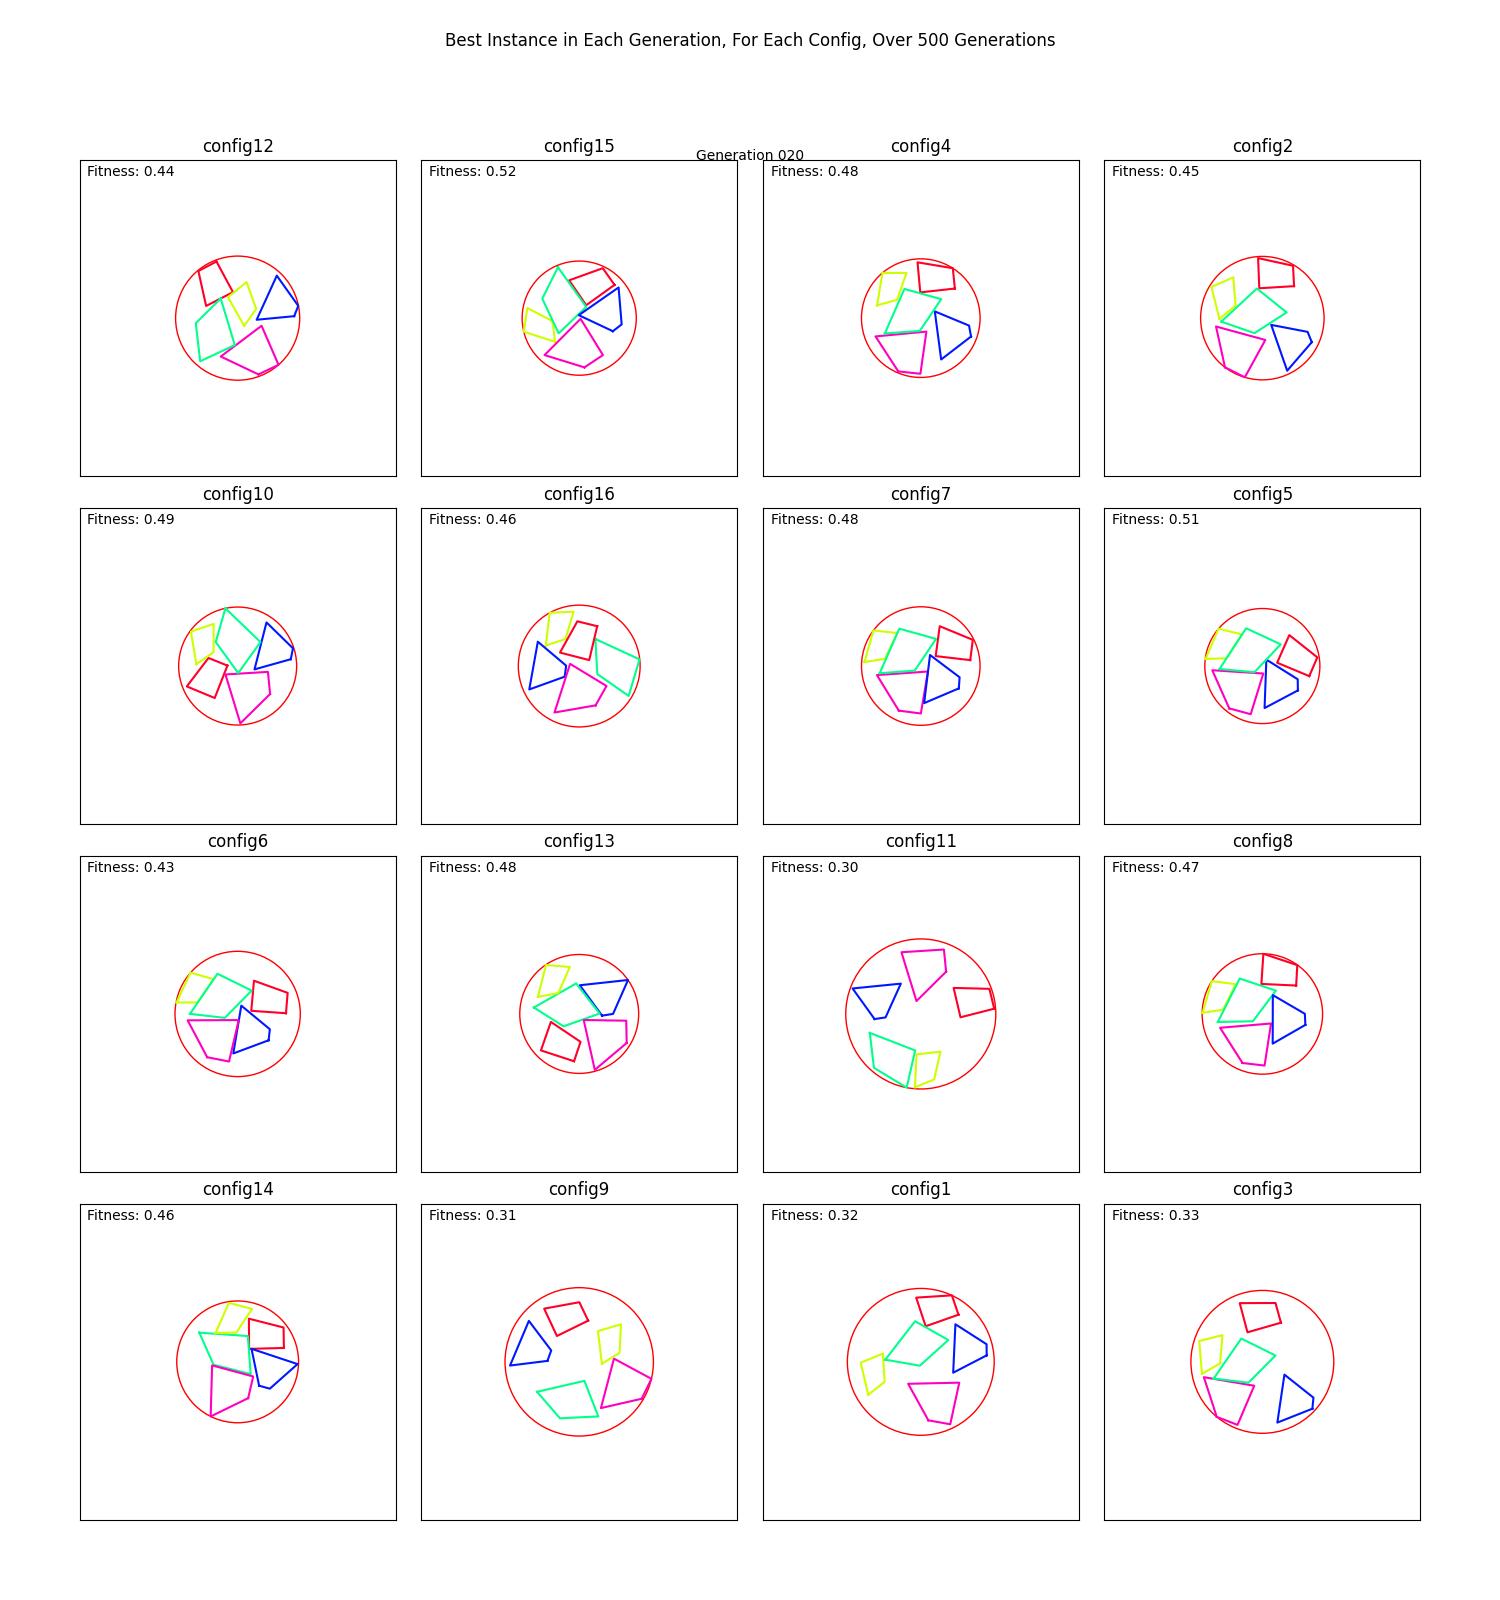 Best Instance in Each Generation, For Each Config, Over 500 Generations
Generation 020
config12
Fitness: 0.44
config15
Fitness: 0.52
config4
Fitness: 0.48
config2
Fitness: 0.45
config10
Fitness: 0.49
config16
Fitness: 0.46
config7
Fitness: 0.48
config5
Fitness: 0.51
config6
Fitness: 0.43
config13
Fitness: 0.48
config11
Fitness: 0.30
config8
Fitness: 0.47
config14
Fitness: 0.46
config9
Fitness: 0.31
config1
Fitness: 0.32
config3
Fitness: 0.33